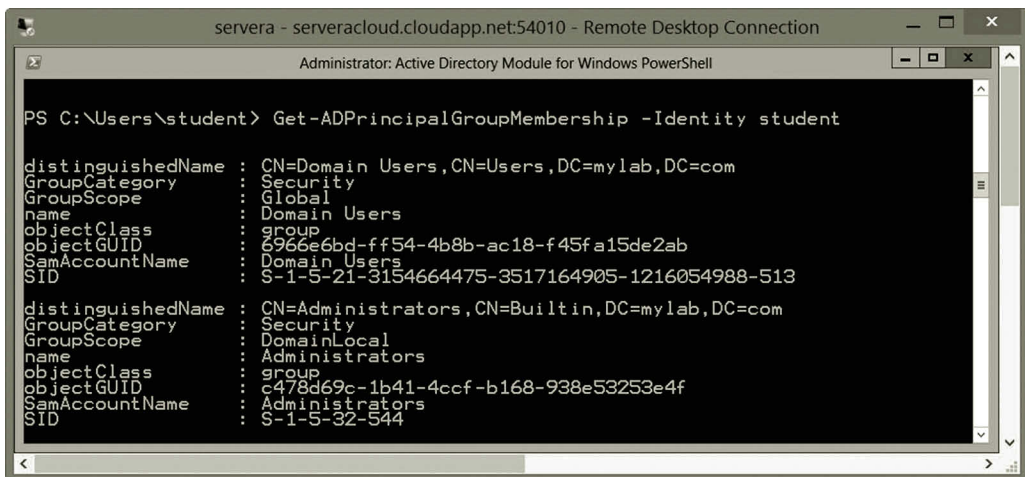 servera - serveracloud.cloudapp.net:54010 - Remote Desktop Connection
Administrator: Active Directory Module for Windows PowerShell
PS C:\Users\student> Get-ADPrincipalGroupMembership -Identity student
distinguishedName : CN=Domain Users,CN=Users,DC=mylab,DC=com
GroupCategory : Security
GroupScope : Global
name : Domain Users
objectClass : group
objectGUID : 6966e6bd-ff54-4b8b-ac18-f45fa15de2ab
SamAccountName : Domain Users
SID : S-1-5-21-3154664475-3517164905-1216054988-513
distinguishedName : CN=Administrators,CN=Builtin,DC=mylab,DC=com
GroupCategory : Security
GroupScope : DomainLocal
name : Administrators
objectClass : group
objectGUID : c478d69c-1b41-4ccf-b168-938e53253e4f
SamAccountName : Administrators
SID : S-1-5-32-544